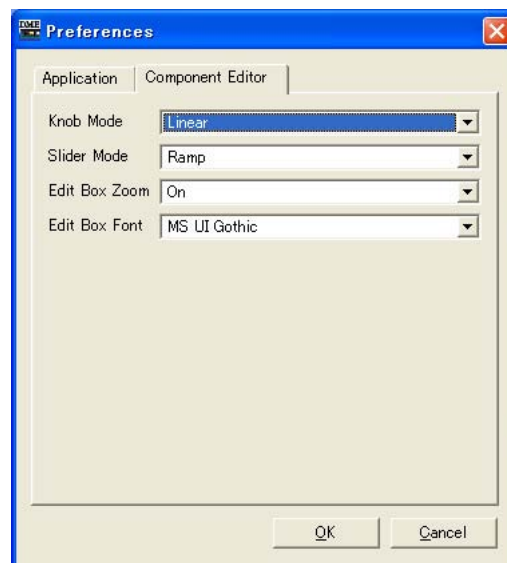 DME
Preferences
Application Component Editor
Knob Mode Linear
Slider Mode Ramp
Edit Box Zoom On
Edit Box Font MS UI Gothic
OK Cancel